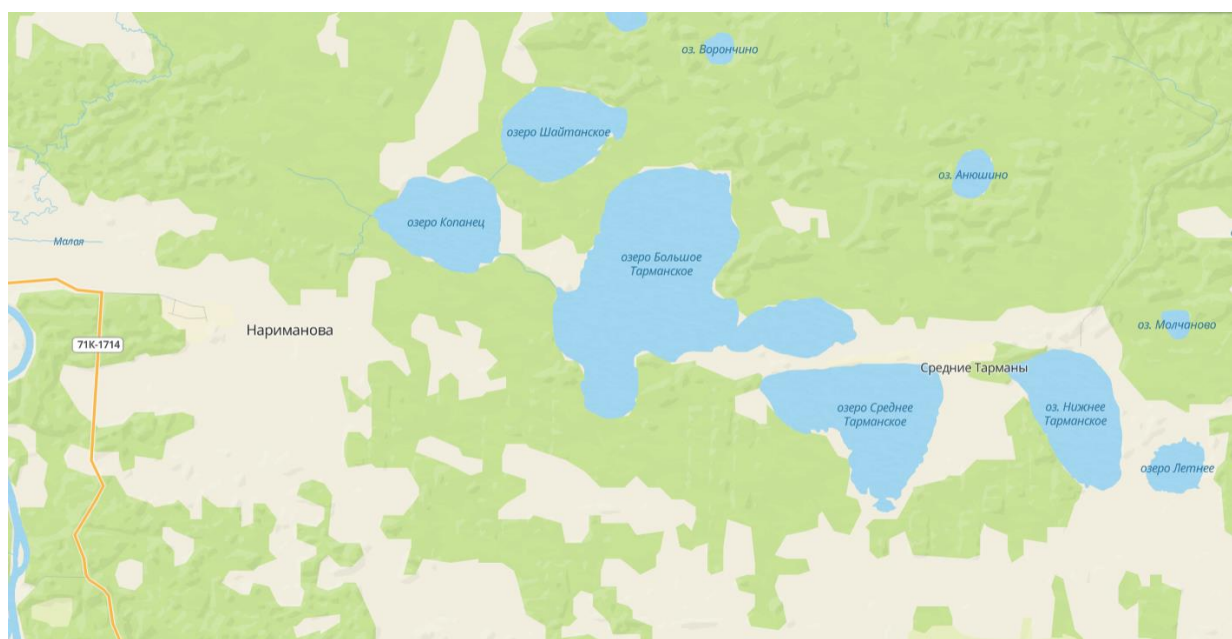 оз. Ворончино
озеро Шайтанское
оз. Анюшино
озеро Копанец
Малая
озеро Большое
Тарманское
оз. Молчаново
Нариманова
71К-1714
Средние Тарманы
озеро Среднее
Тарманское
оз. Нижнее
Тарманское
озеро Летнее